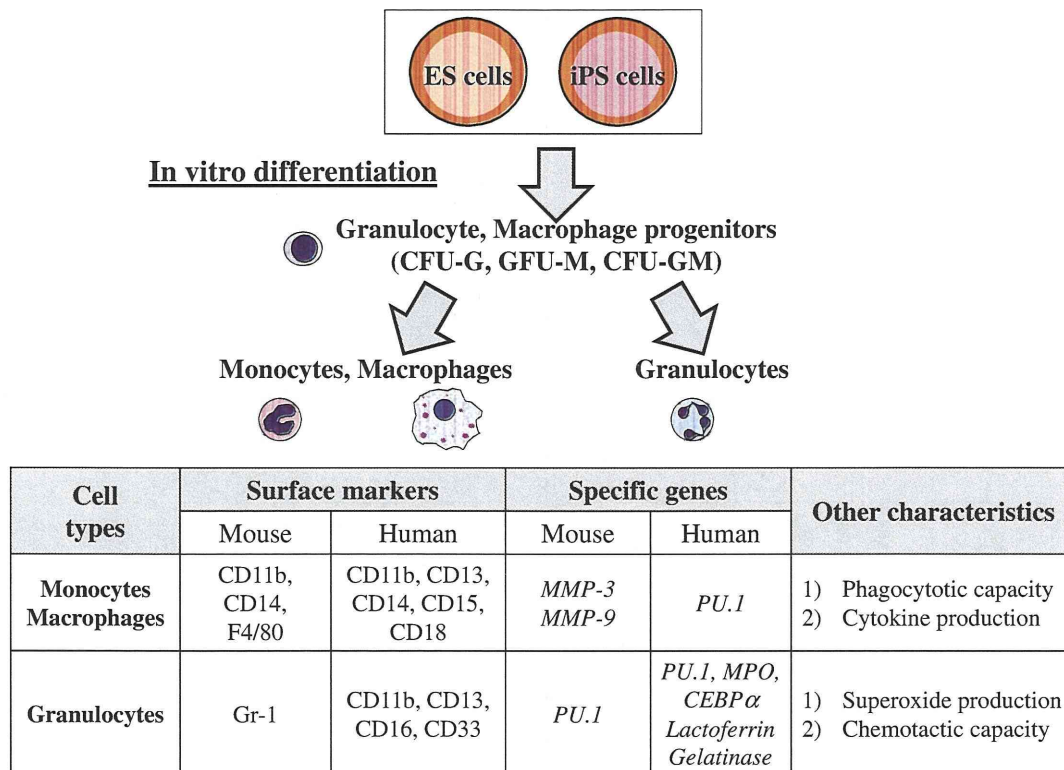 ES cells
iPS cells
In vitro differentiation
Granulocyte, Macrophage progenitors
(CFU-G, GFU-M, CFU-GM)
Monocytes, Macrophages
Granulocytes
Cell
types
Surface markers
Specific genes
Other characteristics
Mouse
Human
Mouse
Human
Monocytes
Macrophages
CD11b,
CD14,
F4/80
CD11b, CD13,
CD14, CD15,
CD18
MMP-3
MMP-9
PU.1
1) Phagocytotic capacity
2) Cytokine production
Granulocytes
Gr-1
CD11b, CD13,
CD16, CD33
PU.1
PU.1, MPO,
CEBPα
Lactoferrin
Gelatinase
1) Superoxide production
2) Chemotactic capacity